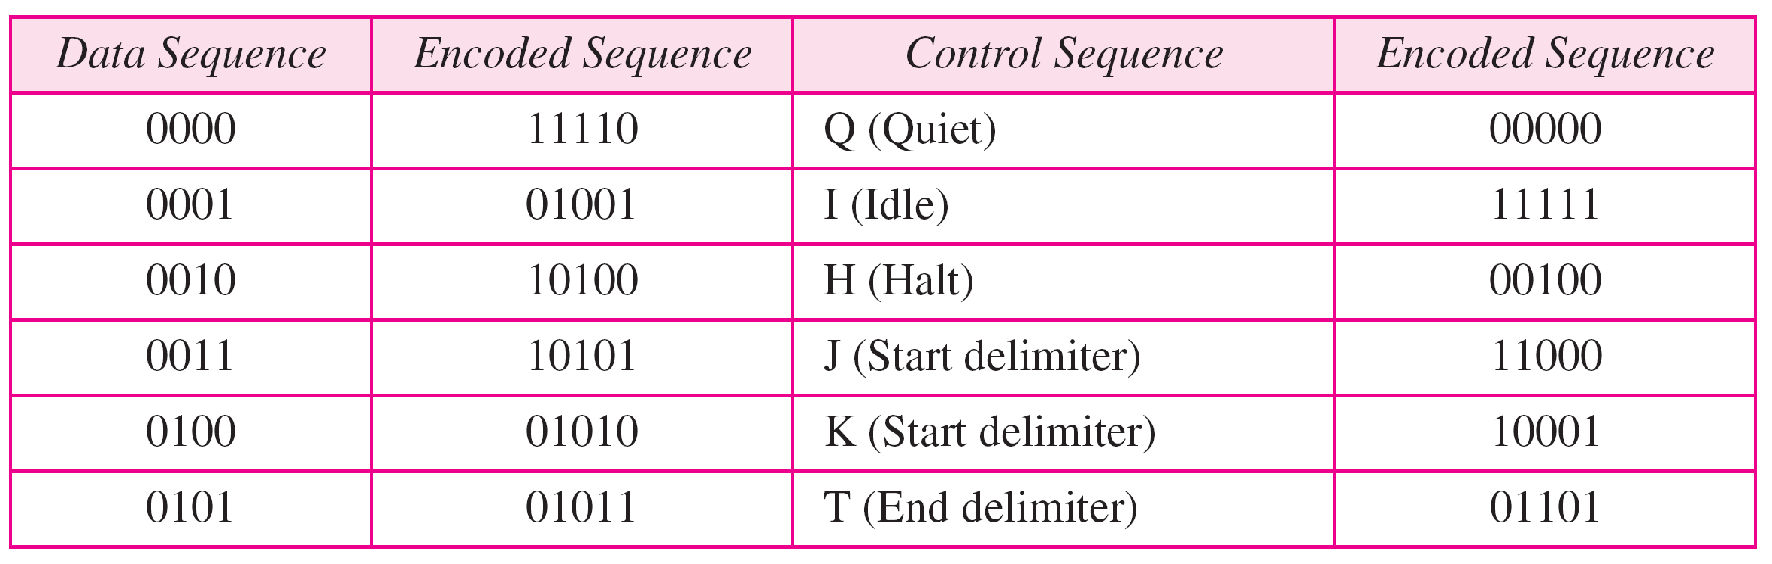 Data Sequence Encoded Sequence Control Sequence Encoded Sequence
0000 11110 Q (Quiet) 00000
0001 01001 I (Idle) 11111
0010 10100 H (Halt) 00100
0011 10101 J (Start delimiter) 11000
0100 01010 K (Start delimiter) 10001
0101 01011 T (End delimiter) 01101